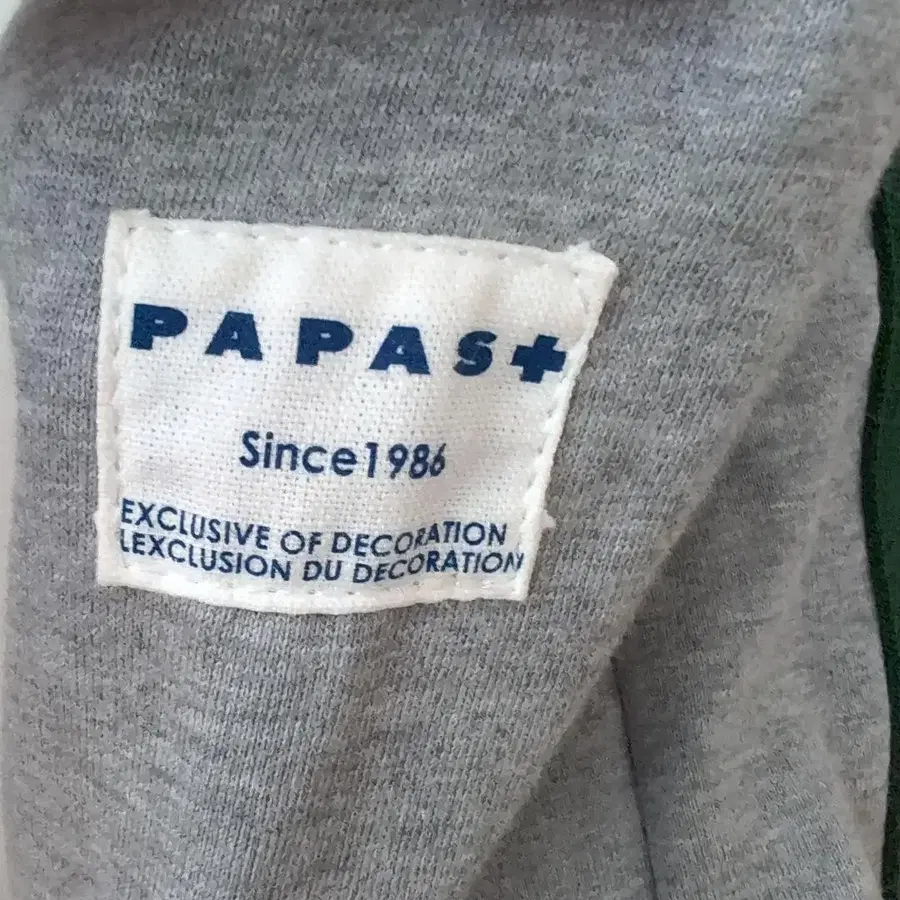 PAPAS+
Since1986
EXCLUSIVE OF DECORATION
LEXCLUSION DU DECORATION